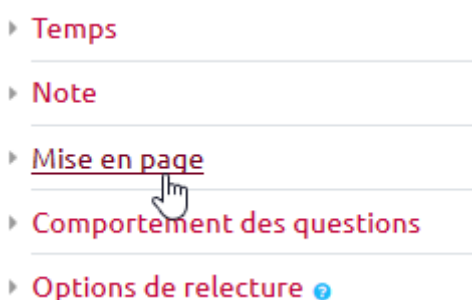 Temps
Note
Mise en page
Comportement des questions
Options de relecture ?